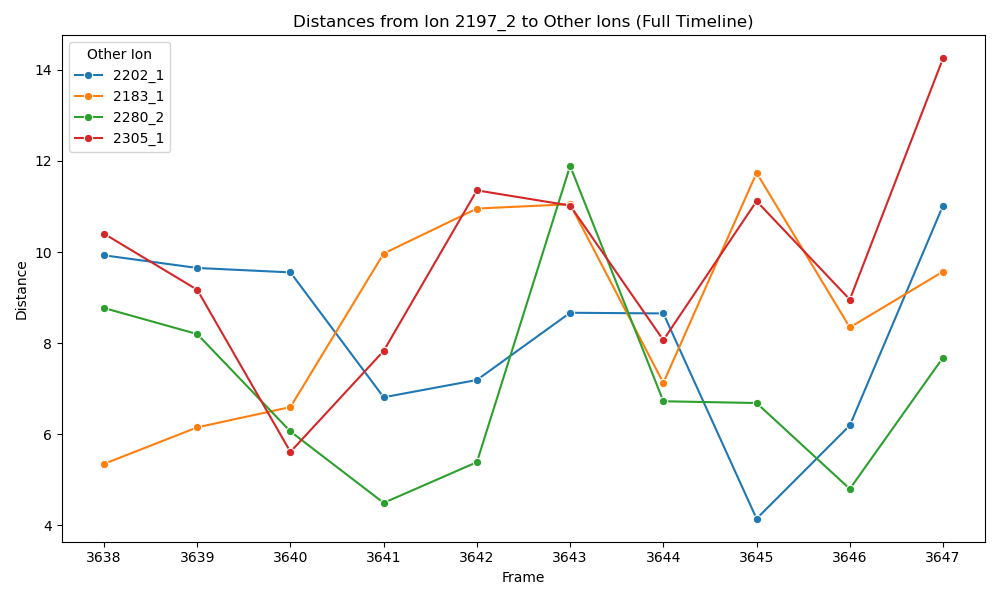 Distances from Ion 2197_2 to Other Ions (Full Timeline)
Other Ion
2202_1
2183_1
2280_2
2305_1
14
12
10
8
6
4
Distance
3638 3639 3640 3641 3642 3643 3644 3645 3646 3647
Frame